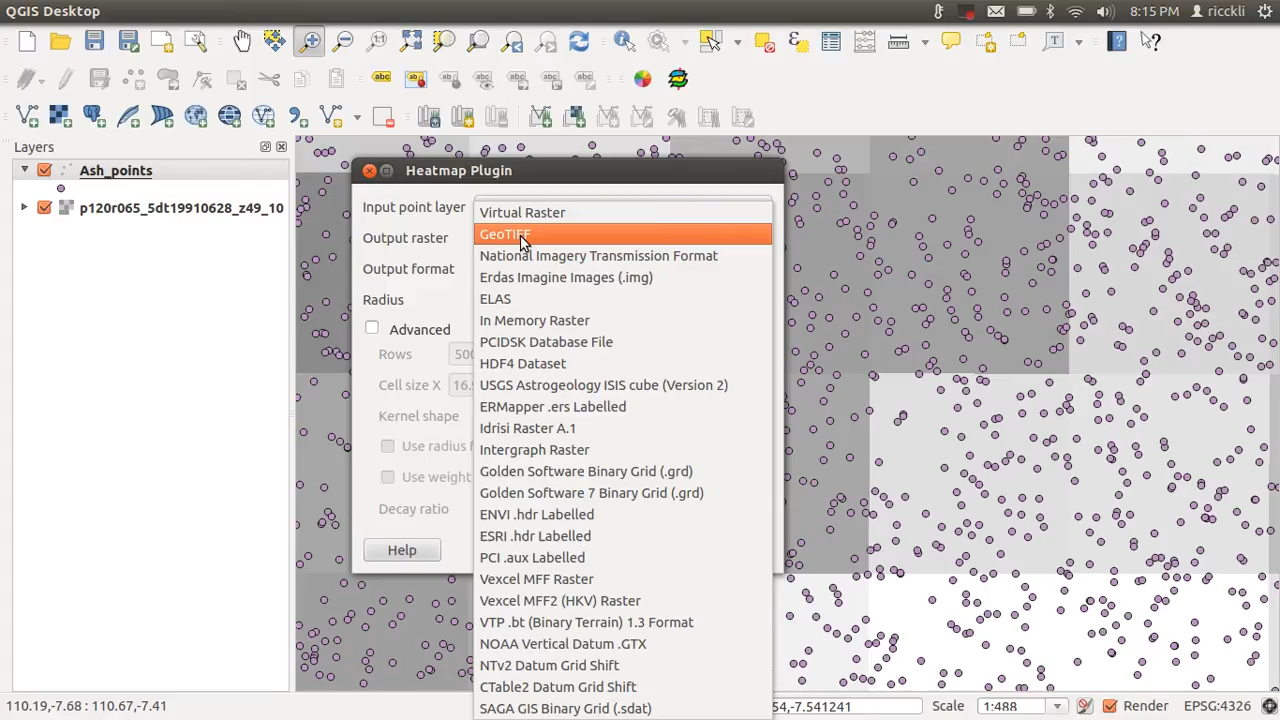 QGIS Desktop
8:15 PM
ricckli
Layers
Ash_points
p120r065_5dt19910628_z49_10
Heatmap Plugin
Input point layer
Output raster
Output format
Radius
Advanced
Rows
500
Cell size X
16.9
Kernel shape
Use radius f
Use weight
Decay ratio
Help
Virtual Raster
GeoTIFF
National Imagery Transmission Format
Erdas Imagine Images (.img)
ELAS
In Memory Raster
PCIDSK Database File
HDF4 Dataset
USGS Astrogeology ISIS cube (Version 2)
ERMapper .ers Labelled
Idrisi Raster A.1
Intergraph Raster
Golden Software Binary Grid (.grd)
Golden Software 7 Binary Grid (.grd)
ENVI .hdr Labelled
ESRI .hdr Labelled
PCI .aux Labelled
Vexcel MFF Raster
Vexcel MFF2 (HKV) Raster
VTP .bt (Binary Terrain) 1.3 Format
NOAA Vertical Datum .GTX
NTv2 Datum Grid Shift
CTable2 Datum Grid Shift
SAGA GIS Binary Grid (.sdat)
110.19,-7.68 : 110.67,-7.41
54,-7.541241
Scale
1:488
Render
EPSG:4326